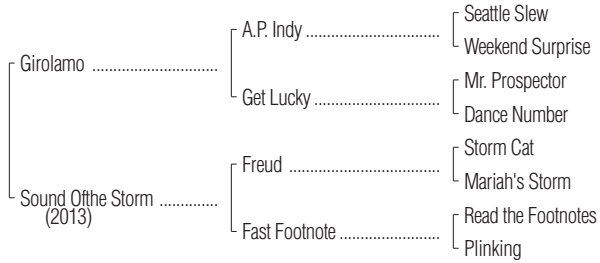 Seattle Slew
A.P. Indy
Weekend Surprise
Girolamo
Mr. Prospector
Get Lucky
Dance Number
Storm Cat
Freud
Mariah's Storm
Sound Ofthe Storm
(2013)
Read the Footnotes
Fast Footnote
Plinking